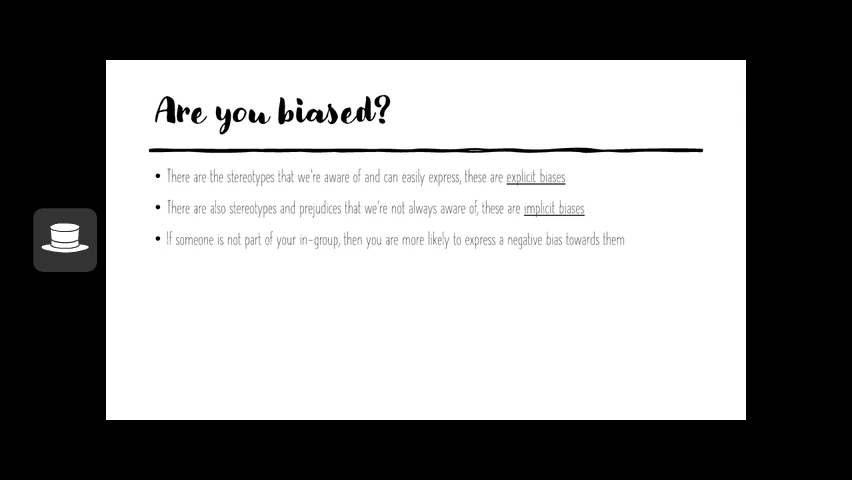 Are you biased?
• There are the stereotypes that we're aware of and can easily express, these are explicit biases
• There are also stereotypes and prejudices that we're not always aware of, these are implicit biases
• If someone is not part of your in-group, then you are more likely to express a negative bias towards them